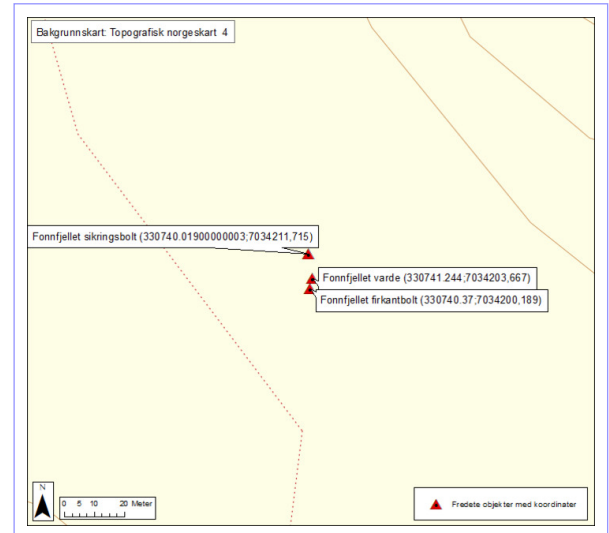 Bakgrunnskart: Topografisk norgeskart 4
Fonnfjellet sikringsbolt (330740.01900000003;7034211,715)
Fonnfjellet varde (330741.244;7034203,667)
Fonnfjellet firkantbolt (330740.37;7034200,189)
N
0 5 10 20 Meter
Fredete objekter med koordinater